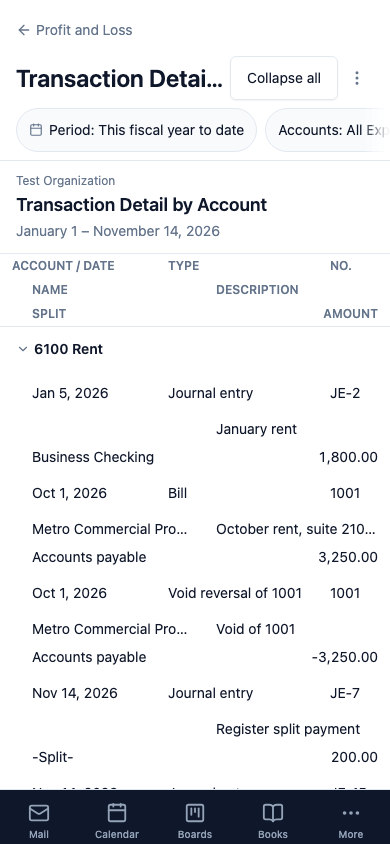 Profit and Loss
Transaction Detai... Collapse all
Period: This fiscal year to date Accounts: All Exp
Test Organization
Transaction Detail by Account
January 1 – November 14, 2026
ACCOUNT / DATE TYPE NO.
NAME DESCRIPTION
SPLIT AMOUNT
6100 Rent
Jan 5, 2026 Journal entry JE-2
January rent
Business Checking 1,800.00
Oct 1, 2026 Bill 1001
Metro Commercial Pro... October rent, suite 210...
Accounts payable 3,250.00
Oct 1, 2026 Void reversal of 1001 1001
Metro Commercial Pro... Void of 1001
Accounts payable -3,250.00
Nov 14, 2026 Journal entry JE-7
Register split payment
-Split- 200.00
Mail Calendar Boards Books More